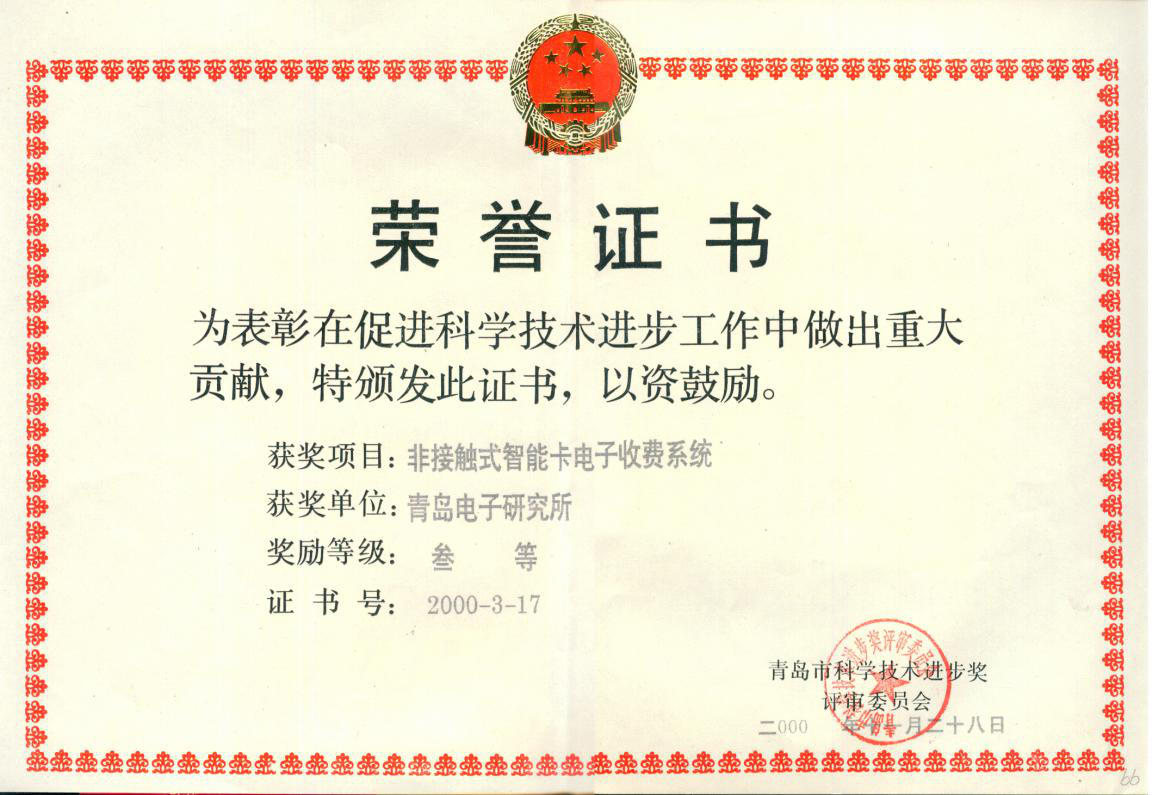 荣誉证书
为表彰在促进科学技术进步工作中做出重大
贡献，特颁发此证书，以资鼓励。
获奖项目：非接触式智能卡电子收费系统
获奖单位：青岛电子研究所
奖励等级：叁 等
证 书 号：2000-3-17
青岛市科学技术进步奖
评审委员会
二000 年十一月二十八日
66